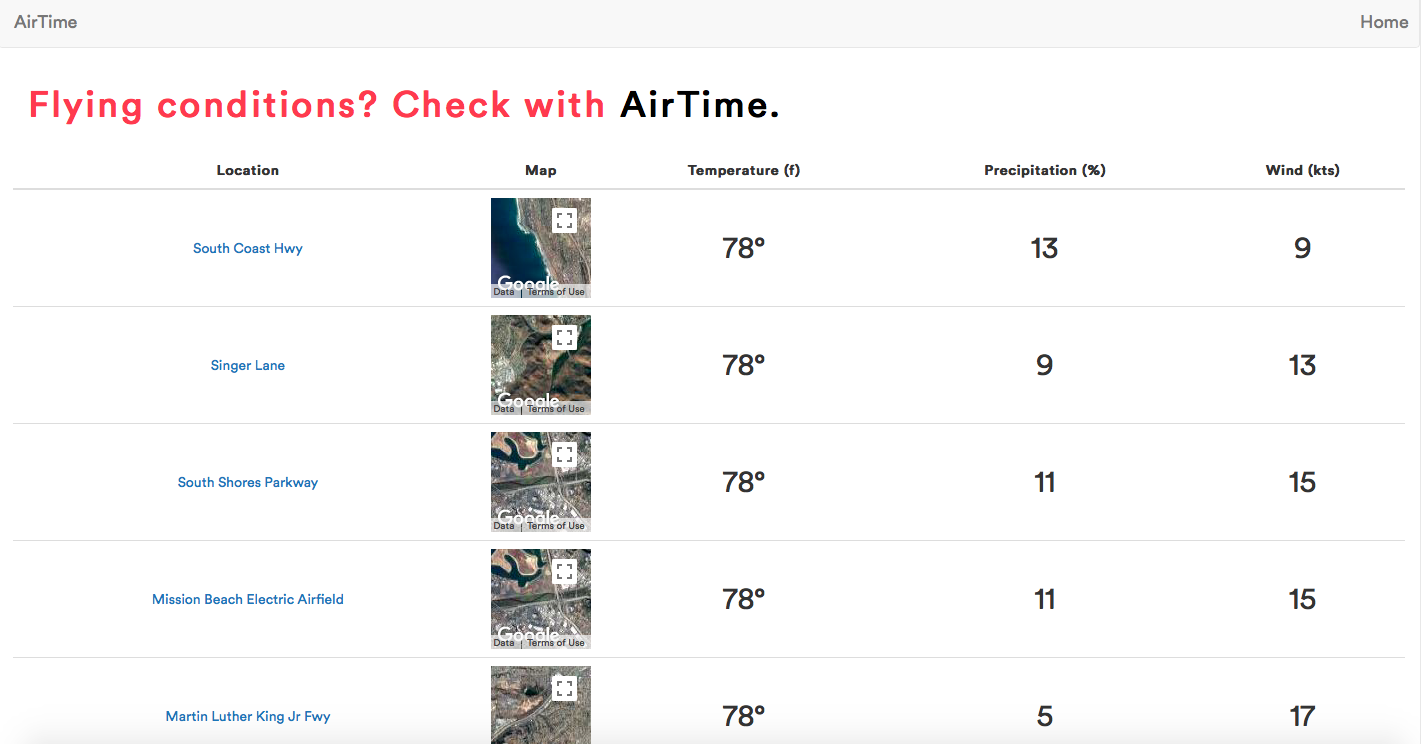 AirTime Home
Flying conditions? Check with AirTime.
Location Map Temperature (f) Precipitation (%) Wind (kts)
South Coast Hwy 78° 13 9
Google
Data | Terms of Use
Singer Lane 78° 9 13
Google
Data | Terms of Use
South Shores Parkway 78° 11 15
Google
Data | Terms of Use
Mission Beach Electric Airfield 78° 11 15
Google
Data | Terms of Use
Martin Luther King Jr Fwy 78° 5 17